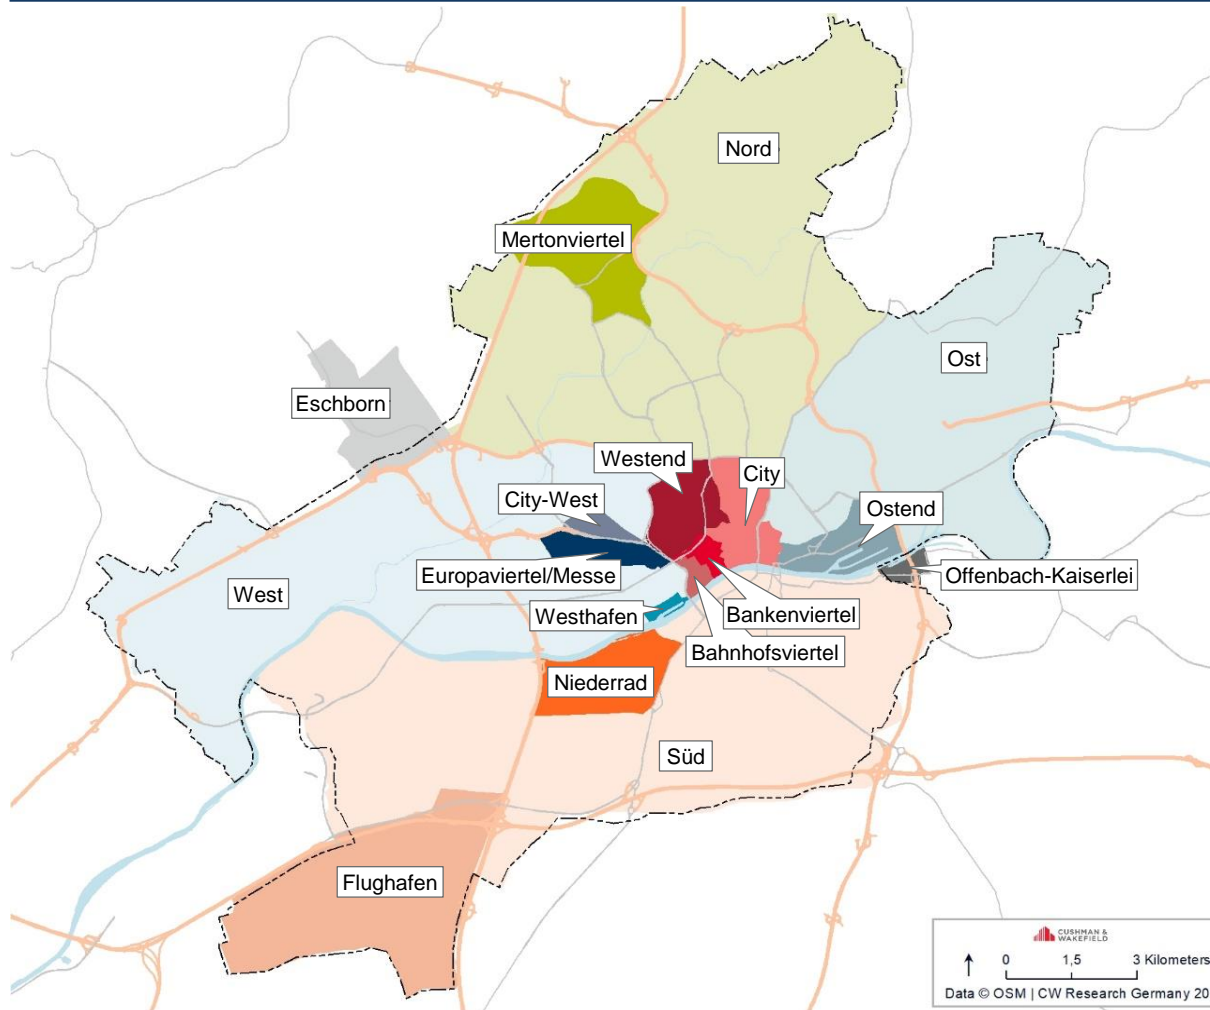 Nord
Mertonviertel
Ost
Eschborn
Westend
City
City-West
Ostend
Europaviertel/Messe
Offenbach-Kaiserlei
West
Westhafen
Bankenviertel
Bahnhofsviertel
Niederrad
Süd
Flughafen
CUSHMAN &
WAKEFIELD
0 1,5 3 Kilometers
Data © OSM | CW Research Germany 20